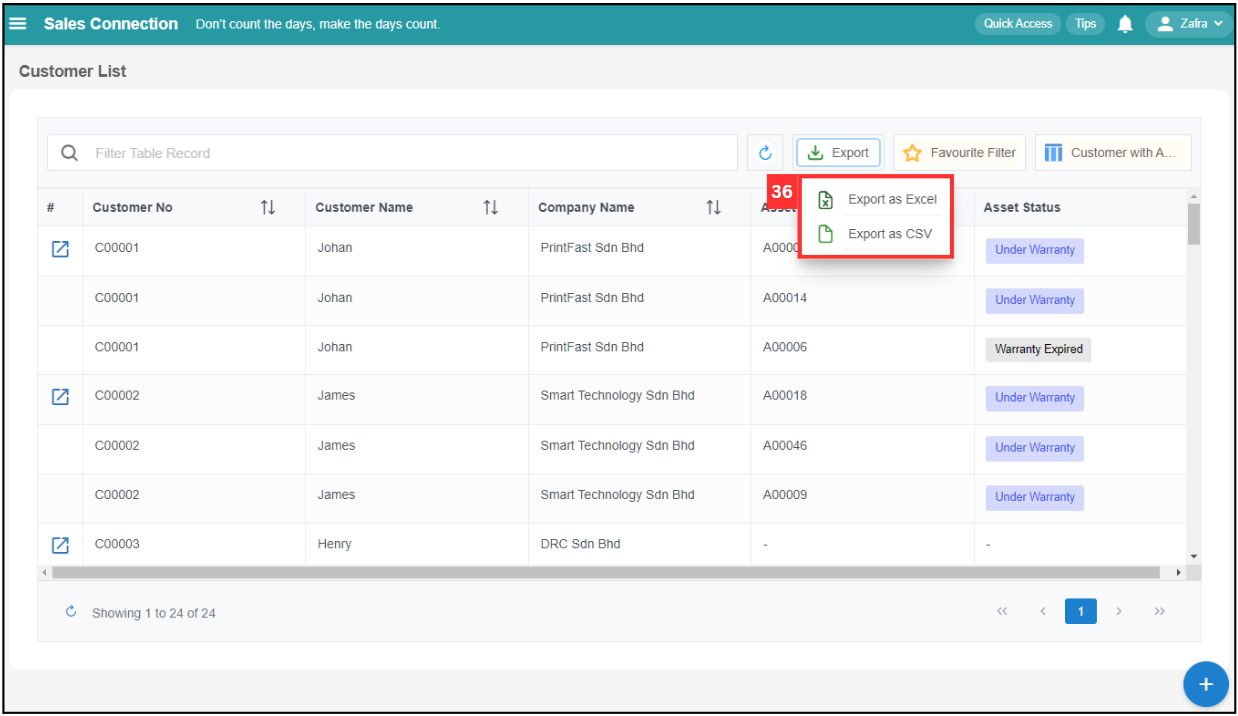 Sales Connection Don't count the days, make the days count. Quick Access Tips Zafra
Customer List
Filter Table Record Export Favourite Filter Customer with A...
36 Export as Excel
# Customer No Customer Name Company Name Asset Status
Export as CSV
C00001 Johan PrintFast Sdn Bhd Under Warranty
C00001 Johan PrintFast Sdn Bhd A00014 Under Warranty
C00001 Johan PrintFast Sdn Bhd A00006 Warranty Expired
C00002 James Smart Technology Sdn Bhd A00018 Under Warranty
C00002 James Smart Technology Sdn Bhd A00046 Under Warranty
C00002 James Smart Technology Sdn Bhd A00009 Under Warranty
C00003 Henry DRC Sdn Bhd - -
Showing 1 to 24 of 24 << < 1 > >>
+